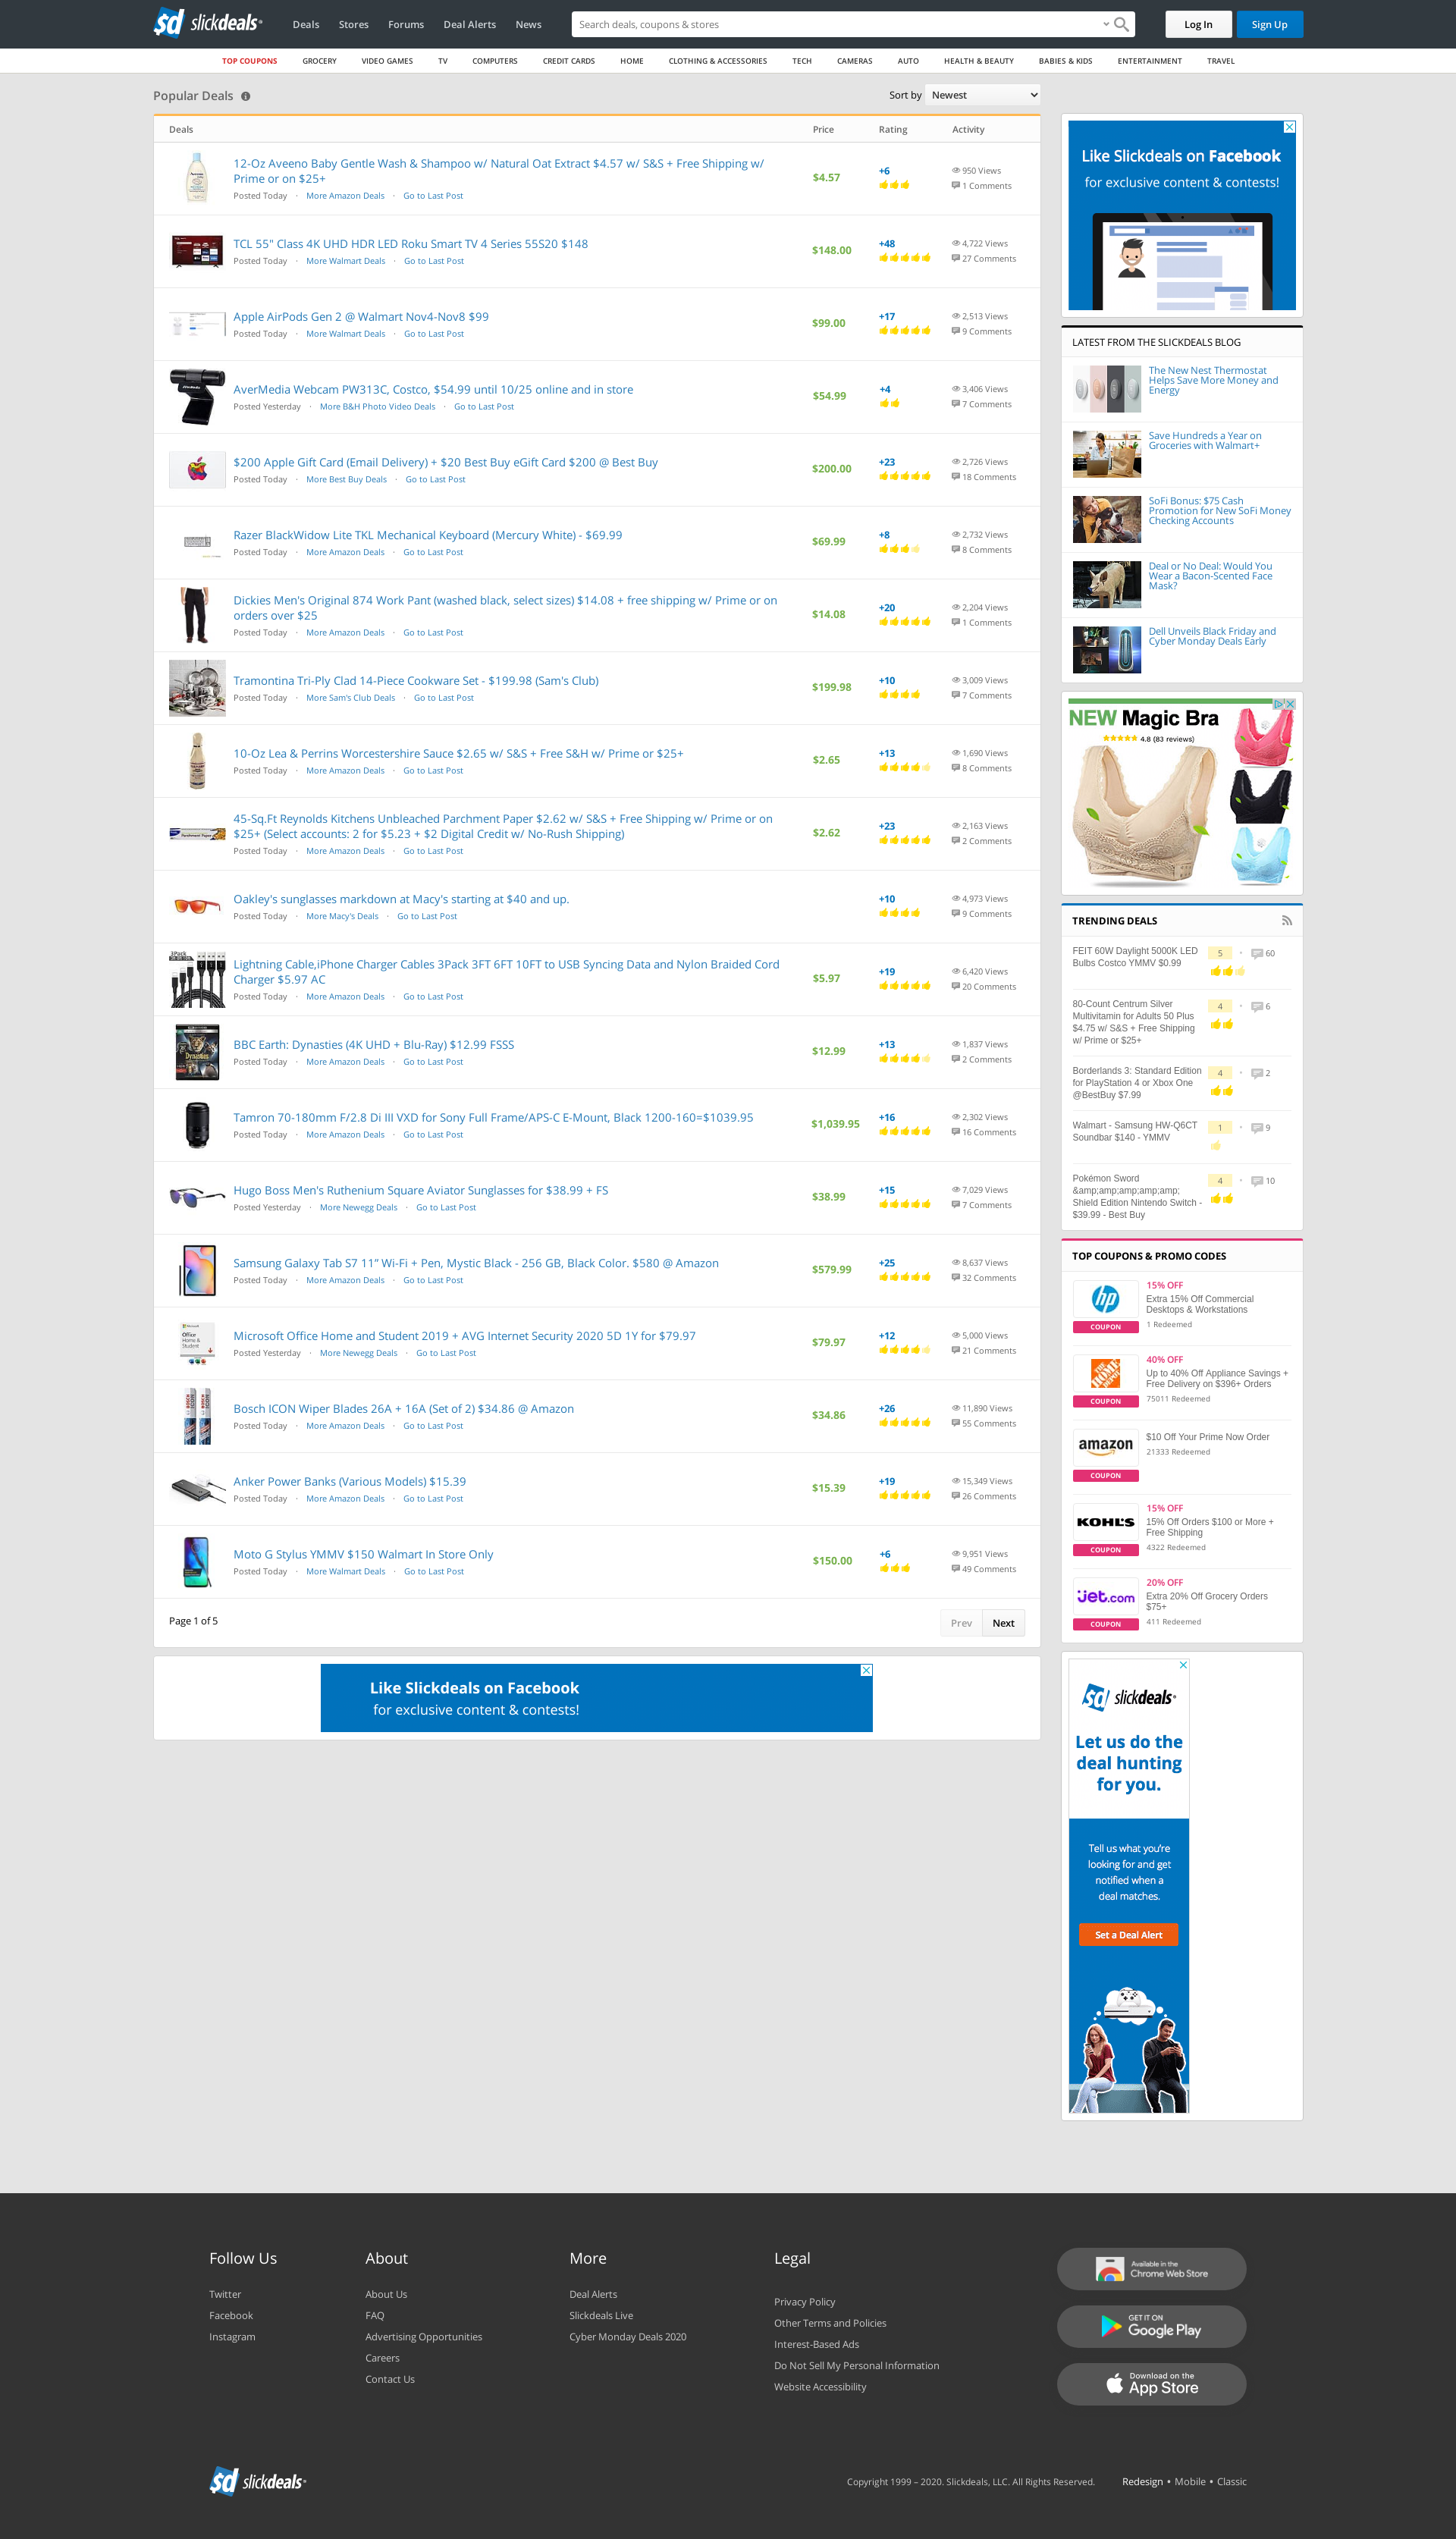 sd slickdeals
Deals Stores Forums Deal Alerts News
Search deals, coupons & stores
Log In Sign Up
TOP COUPONS GROCERY VIDEO GAMES TV COMPUTERS CREDIT CARDS HOME CLOTHING & ACCESSORIES TECH CAMERAS AUTO HEALTH & BEAUTY BABIES & KIDS ENTERTAINMENT TRAVEL
Popular Deals
Sort by Newest
Deals Price Rating Activity
12-Oz Aveeno Baby Gentle Wash & Shampoo w/ Natural Oat Extract $4.57 w/ S&S + Free Shipping w/
Prime or on $25+
Posted Today · More Amazon Deals · Go to Last Post
$4.57
+6
950 Views
1 Comments
TCL 55" Class 4K UHD HDR LED Roku Smart TV 4 Series 55S20 $148
Posted Today · More Walmart Deals · Go to Last Post
$148.00
+48
4,722 Views
27 Comments
Apple AirPods Gen 2 @ Walmart Nov4-Nov8 $99
Posted Today · More Walmart Deals · Go to Last Post
$99.00
+17
2,513 Views
9 Comments
AverMedia Webcam PW313C, Costco, $54.99 until 10/25 online and in store
Posted Yesterday · More B&H Photo Video Deals · Go to Last Post
$54.99
+4
3,406 Views
7 Comments
$200 Apple Gift Card (Email Delivery) + $20 Best Buy eGift Card $200 @ Best Buy
Posted Today · More Best Buy Deals · Go to Last Post
$200.00
+23
2,726 Views
18 Comments
Razer BlackWidow Lite TKL Mechanical Keyboard (Mercury White) - $69.99
Posted Today · More Amazon Deals · Go to Last Post
$69.99
+8
2,732 Views
8 Comments
Dickies Men's Original 874 Work Pant (washed black, select sizes) $14.08 + free shipping w/ Prime or on
orders over $25
Posted Today · More Amazon Deals · Go to Last Post
$14.08
+20
2,204 Views
1 Comments
Tramontina Tri-Ply Clad 14-Piece Cookware Set - $199.98 (Sam's Club)
Posted Today · More Sam's Club Deals · Go to Last Post
$199.98
+10
3,009 Views
7 Comments
10-Oz Lea & Perrins Worcestershire Sauce $2.65 w/ S&S + Free S&H w/ Prime or $25+
Posted Today · More Amazon Deals · Go to Last Post
$2.65
+13
1,690 Views
8 Comments
45-Sq.Ft Reynolds Kitchens Unbleached Parchment Paper $2.62 w/ S&S + Free Shipping w/ Prime or on
$25+ (Select accounts: 2 for $5.23 + $2 Digital Credit w/ No-Rush Shipping)
Posted Today · More Amazon Deals · Go to Last Post
$2.62
+23
2,163 Views
2 Comments
Oakley's sunglasses markdown at Macy's starting at $40 and up.
Posted Today · More Macy's Deals · Go to Last Post
+10
4,973 Views
9 Comments
3Pack
Lightning Cable,iPhone Charger Cables 3Pack 3FT 6FT 10FT to USB Syncing Data and Nylon Braided Cord
Charger $5.97 AC
Posted Today · More Amazon Deals · Go to Last Post
$5.97
+19
6,420 Views
20 Comments
Dynasties
BBC Earth: Dynasties (4K UHD + Blu-Ray) $12.99 FSSS
Posted Today · More Amazon Deals · Go to Last Post
$12.99
+13
1,837 Views
2 Comments
Tamron 70-180mm F/2.8 Di III VXD for Sony Full Frame/APS-C E-Mount, Black 1200-160=$1039.95
Posted Today · More Amazon Deals · Go to Last Post
$1,039.95
+16
2,302 Views
16 Comments
Hugo Boss Men's Ruthenium Square Aviator Sunglasses for $38.99 + FS
Posted Yesterday · More Newegg Deals · Go to Last Post
$38.99
+15
7,029 Views
7 Comments
Samsung Galaxy Tab S7 11” Wi-Fi + Pen, Mystic Black - 256 GB, Black Color. $580 @ Amazon
Posted Today · More Amazon Deals · Go to Last Post
$579.99
+25
8,637 Views
32 Comments
Office
Home &
Student
Microsoft Office Home and Student 2019 + AVG Internet Security 2020 5D 1Y for $79.97
Posted Yesterday · More Newegg Deals · Go to Last Post
$79.97
+12
5,000 Views
21 Comments
Bosch ICON Wiper Blades 26A + 16A (Set of 2) $34.86 @ Amazon
Posted Today · More Amazon Deals · Go to Last Post
$34.86
+26
11,890 Views
55 Comments
Anker Power Banks (Various Models) $15.39
Posted Today · More Amazon Deals · Go to Last Post
$15.39
+19
15,349 Views
26 Comments
Moto G Stylus YMMV $150 Walmart In Store Only
Posted Today · More Walmart Deals · Go to Last Post
$150.00
+6
9,951 Views
49 Comments
Page 1 of 5
Prev Next
Like Slickdeals on Facebook
for exclusive content & contests!
Like Slickdeals on Facebook
for exclusive content & contests!
LATEST FROM THE SLICKDEALS BLOG
The New Nest Thermostat
Helps Save More Money and
Energy
Save Hundreds a Year on
Groceries with Walmart+
SoFi Bonus: $75 Cash
Promotion for New SoFi Money
Checking Accounts
Deal or No Deal: Would You
Wear a Bacon-Scented Face
Mask?
Dell Unveils Black Friday and
Cyber Monday Deals Early
NEW Magic Bra
4.8 (83 reviews)
TRENDING DEALS
FEIT 60W Daylight 5000K LED
Bulbs Costco YMMV $0.99
5 • 60
80-Count Centrum Silver
Multivitamin for Adults 50 Plus
$4.75 w/ S&S + Free Shipping
w/ Prime or $25+
4 • 6
Borderlands 3: Standard Edition
for PlayStation 4 or Xbox One
@BestBuy $7.99
4 • 2
Walmart - Samsung HW-Q6CT
Soundbar $140 - YMMV
1 • 9
Pokémon Sword
&amp;amp;amp;amp;amp;
Shield Edition Nintendo Switch -
$39.99 - Best Buy
4 • 10
TOP COUPONS & PROMO CODES
hp
COUPON
15% OFF
Extra 15% Off Commercial
Desktops & Workstations
1 Redeemed
THE HOME DEPOT
COUPON
40% OFF
Up to 40% Off Appliance Savings +
Free Delivery on $396+ Orders
75011 Redeemed
amazon
COUPON
$10 Off Your Prime Now Order
21333 Redeemed
KOHL'S
COUPON
15% OFF
15% Off Orders $100 or More +
Free Shipping
4322 Redeemed
jet.com
COUPON
20% OFF
Extra 20% Off Grocery Orders
$75+
411 Redeemed
sd slickdeals
Let us do the
deal hunting
for you.
Tell us what you're
looking for and get
notified when a
deal matches.
Set a Deal Alert
Follow Us
Twitter
Facebook
Instagram
About
About Us
FAQ
Advertising Opportunities
Careers
Contact Us
More
Deal Alerts
Slickdeals Live
Cyber Monday Deals 2020
Legal
Privacy Policy
Other Terms and Policies
Interest-Based Ads
Do Not Sell My Personal Information
Website Accessibility
Available in the
Chrome Web Store
GET IT ON
Google Play
Download on the
App Store
sd slickdeals
Copyright 1999 – 2020. Slickdeals, LLC. All Rights Reserved. Redesign • Mobile • Classic